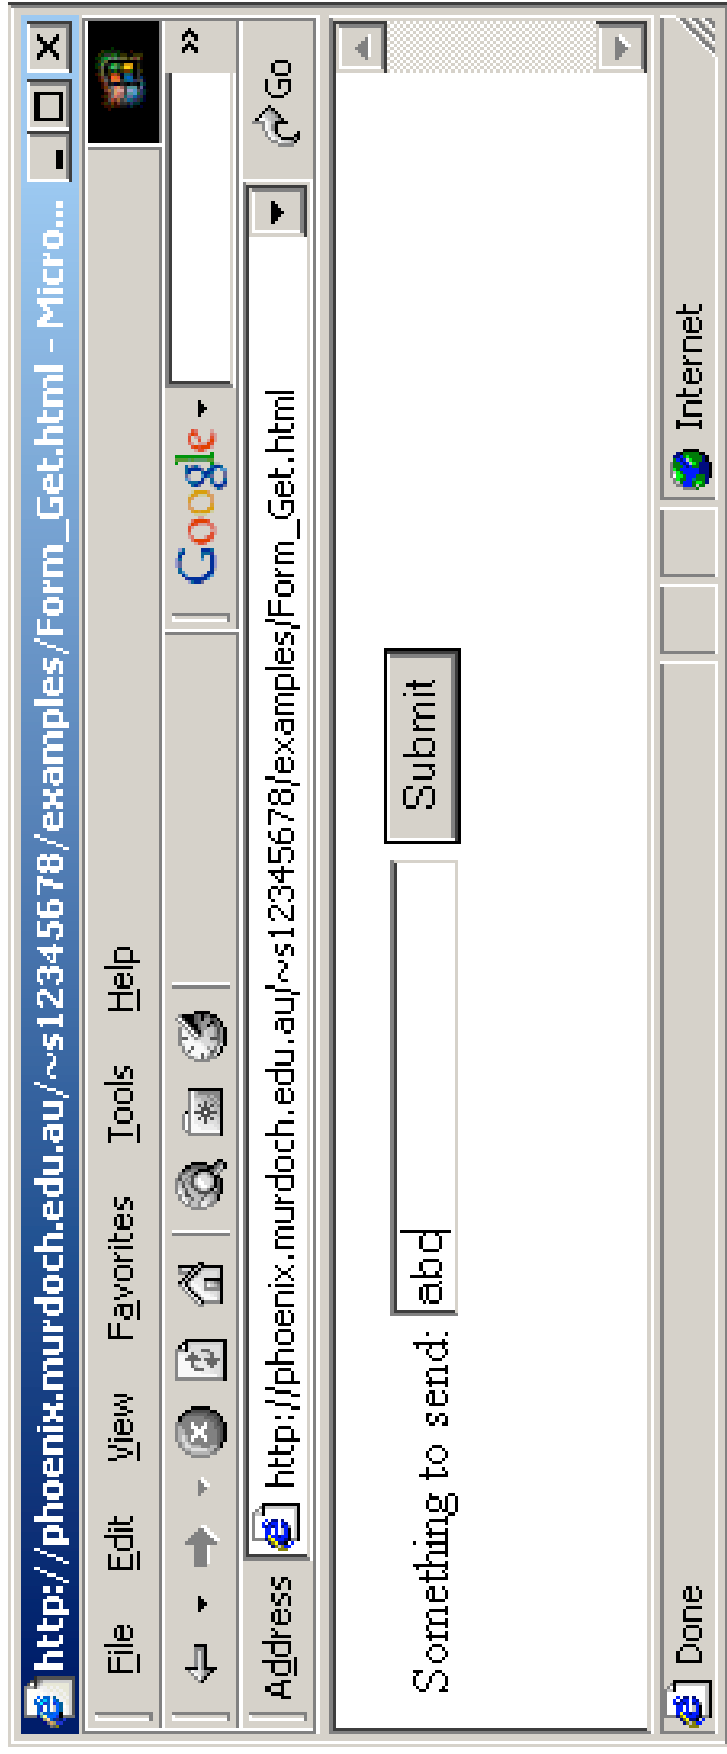 http://phoenix.murdoch.edu.au/~s12345678/examples/Form_Get.html - Micro...
File Edit View Favorites Tools Help
Google
Address http://phoenix.murdoch.edu.au/~s12345678/examples/Form_Get.html Go
Something to send: abc Submit
Done Internet